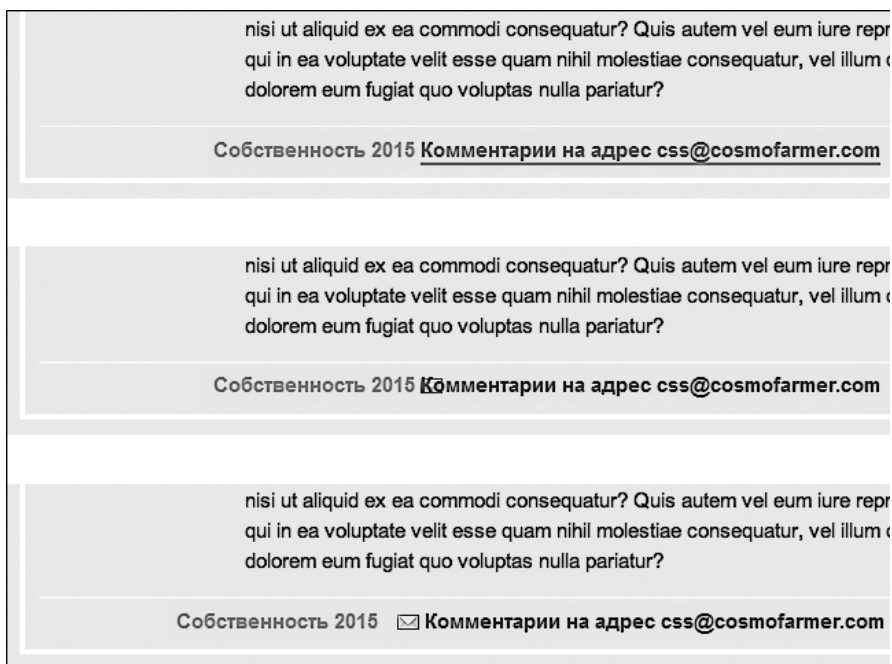 nisi ut aliquid ex ea commodi consequatur? Quis autem vel eum iure
qui in ea voluptate velit esse quam nihil molestiae consequatur, vel illum
dolorem eum fugiat quo voluptas nulla pariatur?
Собственность 2015 Комментарии на адрес css@cosmofarmer.com
nisi ut aliquid ex ea commodi consequatur? Quis autem vel eum iure
qui in ea voluptate velit esse quam nihil molestiae consequatur, vel illum
dolorem eum fugiat quo voluptas nulla pariatur?
Собственность 2015 Комментарии на адрес css@cosmofarmer.com
nisi ut aliquid ex ea commodi consequatur? Quis autem vel eum iure
qui in ea voluptate velit esse quam nihil molestiae consequatur, vel illum
dolorem eum fugiat quo voluptas nulla pariatur?
Собственность 2015 Комментарии на адрес css@cosmofarmer.com